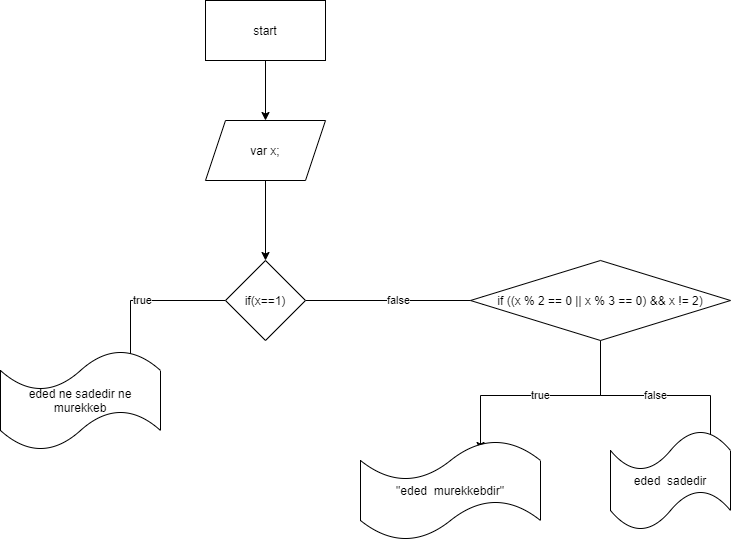 start
var x;
if(x==1)
true
false
if ((x % 2 == 0 || x % 3 == 0) && x != 2)
eded ne sadedir ne
murekkeb
true
false
"eded  murekkebdir"
eded  sadedir